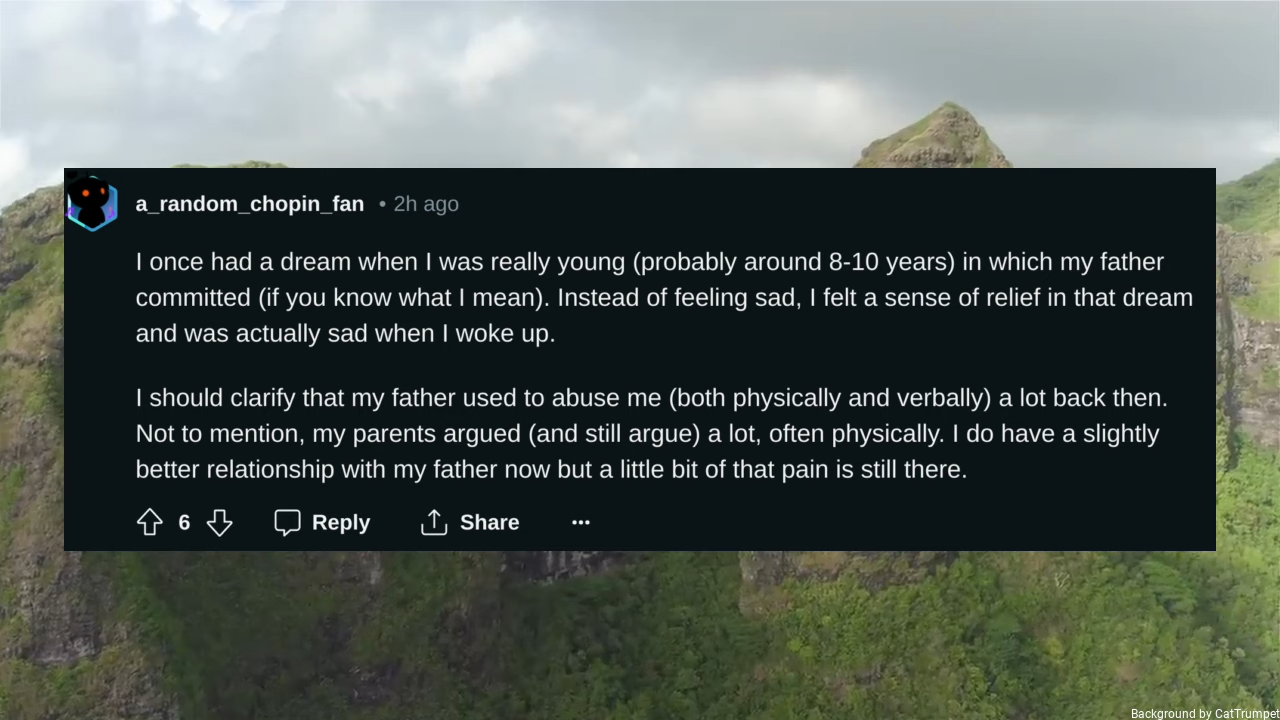 a_random_chopin_fan • 2h ago
I once had a dream when I was really young (probably around 8-10 years) in which my father
committed (if you know what I mean). Instead of feeling sad, I felt a sense of relief in that dream
and was actually sad when I woke up.
I should clarify that my father used to abuse me (both physically and verbally) a lot back then.
Not to mention, my parents argued (and still argue) a lot, often physically. I do have a slightly
better relationship with my father now but a little bit of that pain is still there.
6 Reply Share ···
Background by CatTrumpet